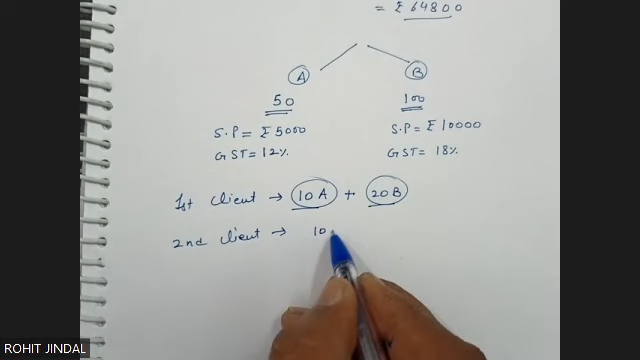 = ₹ 64800
A B
50 100
S.P = ₹ 5000 S.P = ₹ 10000
GST = 12% GST = 18%
1st Client → 10 A + 20 B
2nd Client → 10
ROHIT JINDAL